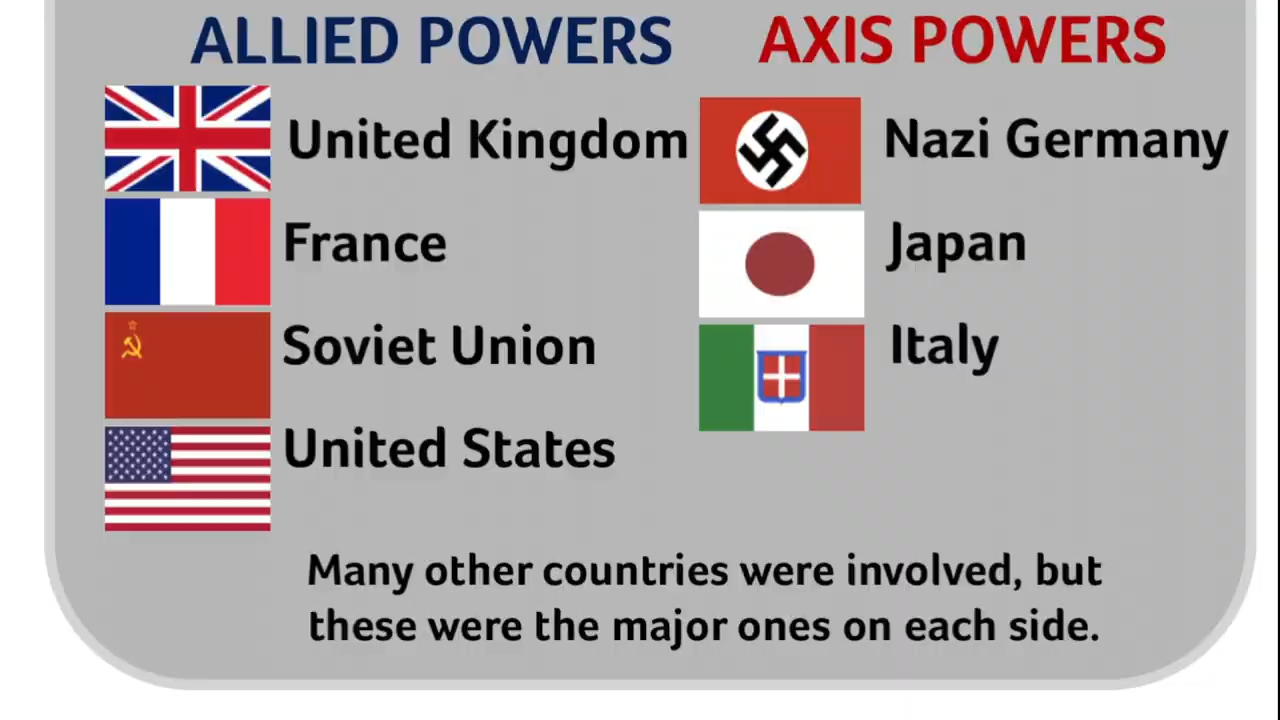 ALLIED POWERS
AXIS POWERS
United Kingdom
Nazi Germany
France
Japan
Soviet Union
Italy
United States
Many other countries were involved, but
these were the major ones on each side.